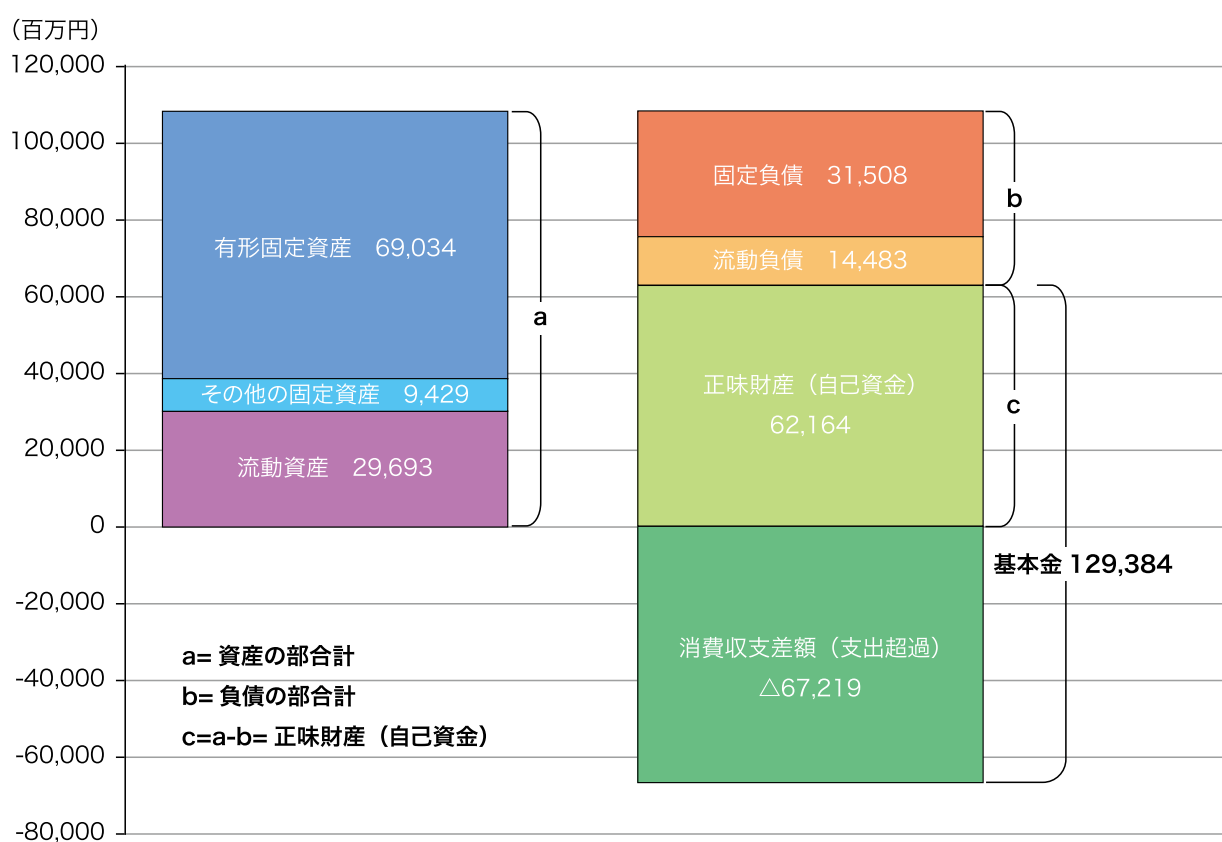 （百万円）
120,000
100,000
80,000
60,000
40,000
20,000
0
-20,000
-40,000
-60,000
-80,000
有形固定資産　69,034
その他の固定資産　9,429
流動資産　29,693
a
固定負債　31,508
流動負債　14,483
b
正味財産（自己資金）
62,164
c
基本金 129,384
消費収支差額（支出超過）
△67,219
a= 資産の部合計
b= 負債の部合計
c=a-b= 正味財産（自己資金）